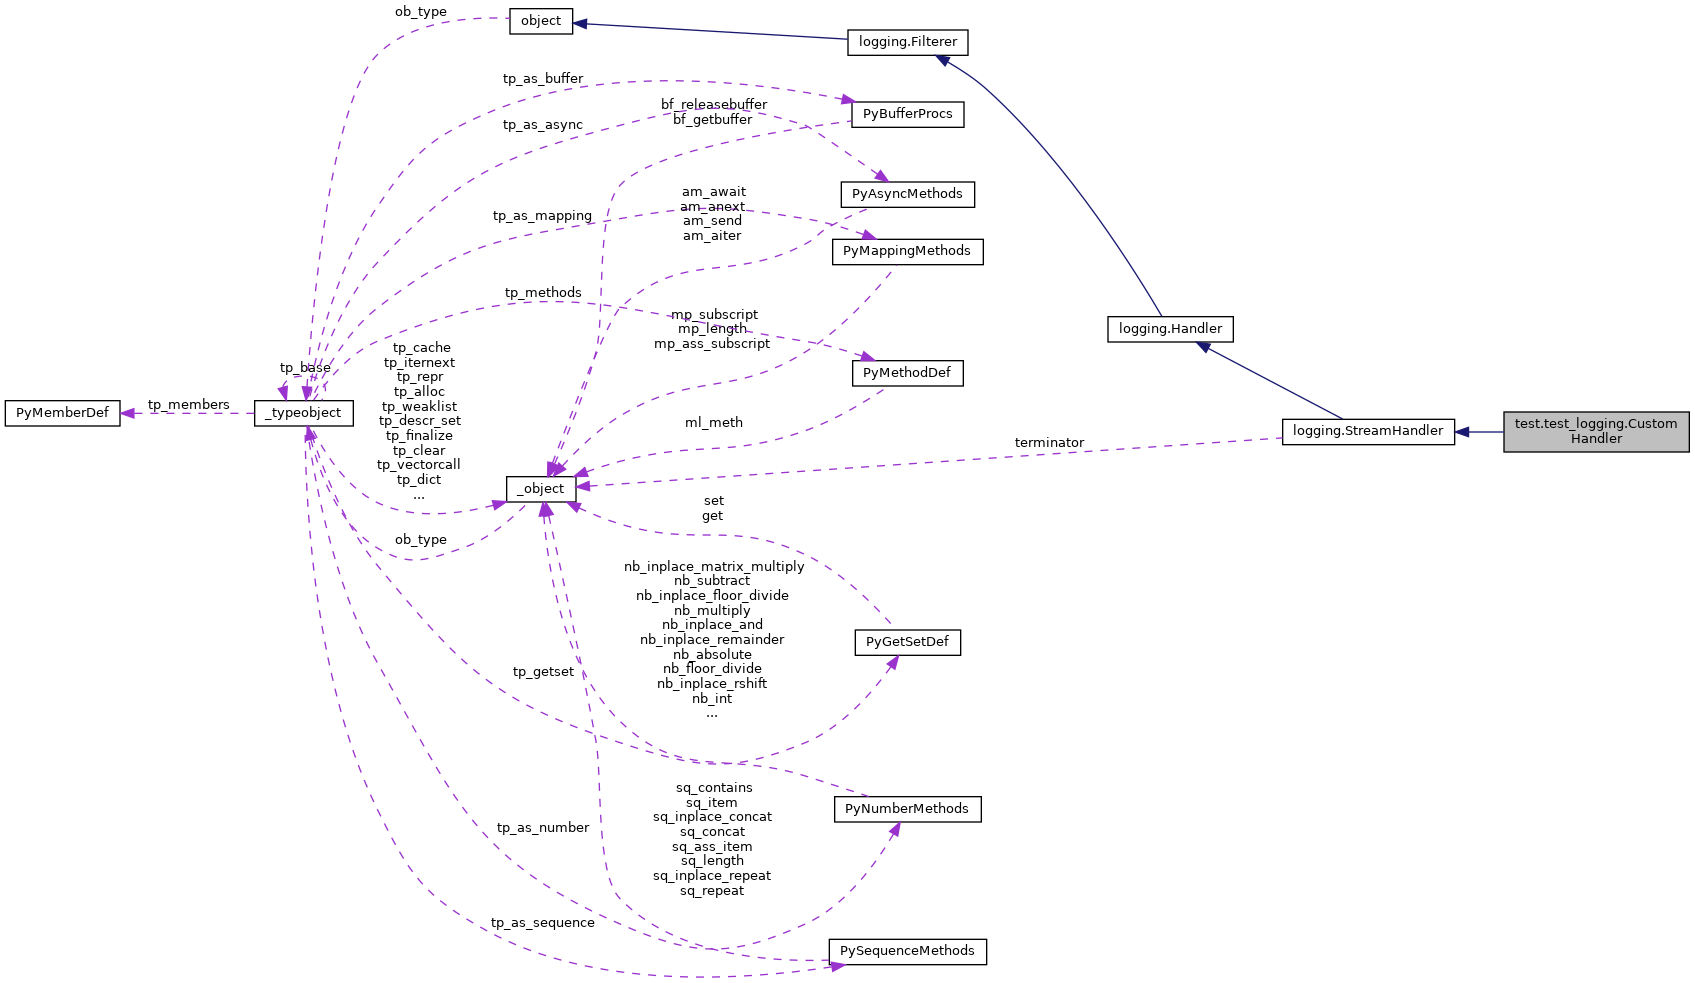 ob_type
object
logging.Filterer
tp_as_buffer
bf_releasebuffer
bf_getbuffer
PyBufferProcs
tp_as_async
am_await
am_anext
am_send
am_aiter
PyAsyncMethods
tp_as_mapping
PyMappingMethods
tp_methods
mp_subscript
mp_length
mp_ass_subscript
logging.Handler
tp_cache
tp_iternext
tp_repr
tp_alloc
tp_weaklist
tp_descr_set
tp_finalize
tp_clear
tp_vectorcall
tp_dict
...
tp_base
PyMethodDef
PyMemberDef
tp_members
_typeobject
ml_meth
terminator
logging.StreamHandler
test.test_logging.Custom
Handler
_object
set
get
ob_type
nb_inplace_matrix_multiply
nb_subtract
nb_inplace_floor_divide
nb_multiply
nb_inplace_and
nb_inplace_remainder
nb_absolute
nb_floor_divide
nb_inplace_rshift
nb_int
...
PyGetSetDef
tp_getset
sq_contains
sq_item
sq_inplace_concat
sq_concat
sq_ass_item
sq_length
sq_inplace_repeat
sq_repeat
PyNumberMethods
tp_as_number
tp_as_sequence
PySequenceMethods